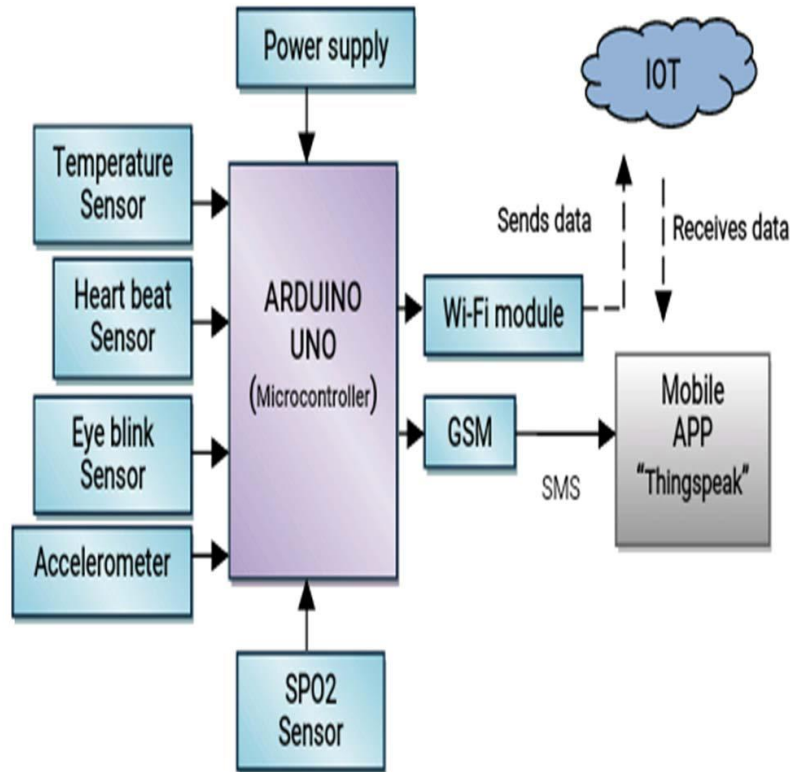 Power supply
IOT
Temperature
Sensor
Sends data
Receives data
Heart beat
Sensor
ARDUINO
UNO
(Microcontroller)
Wi-Fi module
Eye blink
Sensor
GSM
SMS
Mobile
APP
“Thingspeak”
Accelerometer
SPO2
Sensor